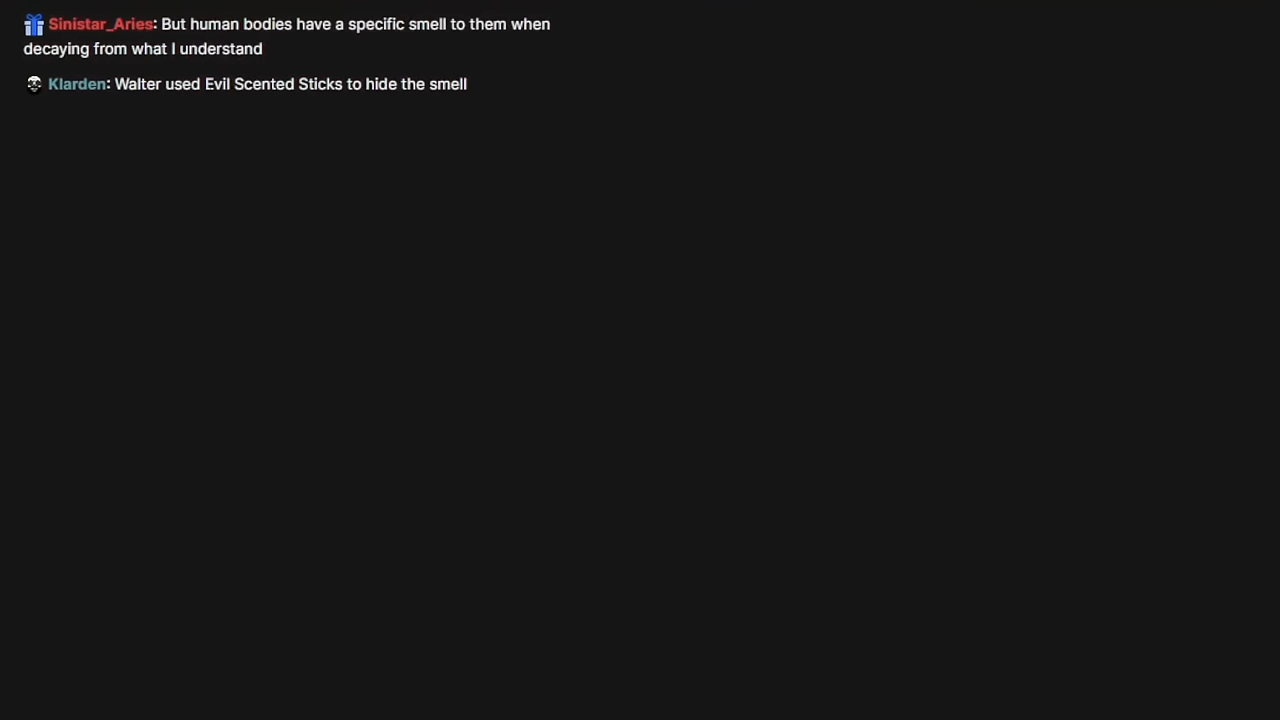 Sinistar_Aries: But human bodies have a specific smell to them when
decaying from what I understand
Klarden: Walter used Evil Scented Sticks to hide the smell